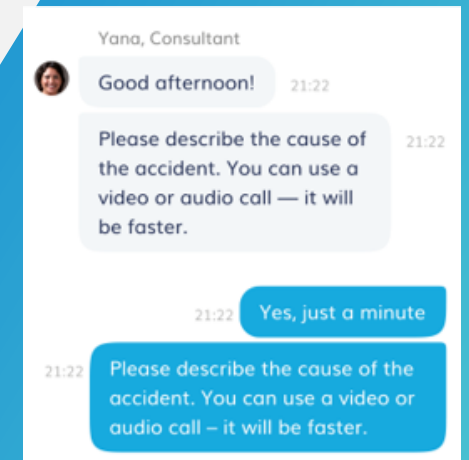 Yana, Consultant
Good afternoon!
21:22
Please describe the cause of
21:22
the accident. You can use a
video or audio call — it will
be faster.
21:22
Yes, just a minute
21:22
Please describe the cause of the
accident. You can use a video or
audio call – it will be faster.